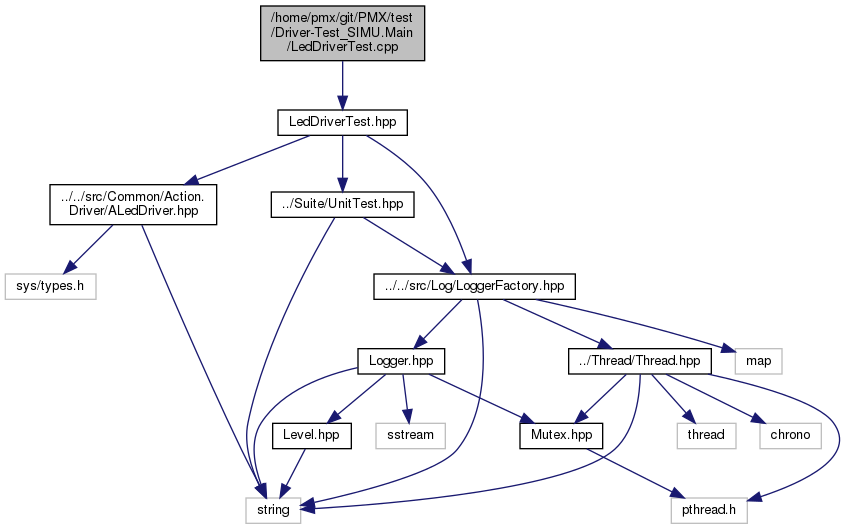 /home/pmx/git/PMX/test
/Driver-Test_SIMU.Main
/LedDriverTest.cpp
LedDriverTest.hpp
../../src/Common/Action.
Driver/ALedDriver.hpp
../Suite/UnitTest.hpp
sys/types.h
../../src/Log/LoggerFactory.hpp
Logger.hpp
../Thread/Thread.hpp
map
Level.hpp
sstream
Mutex.hpp
thread
chrono
string
pthread.h